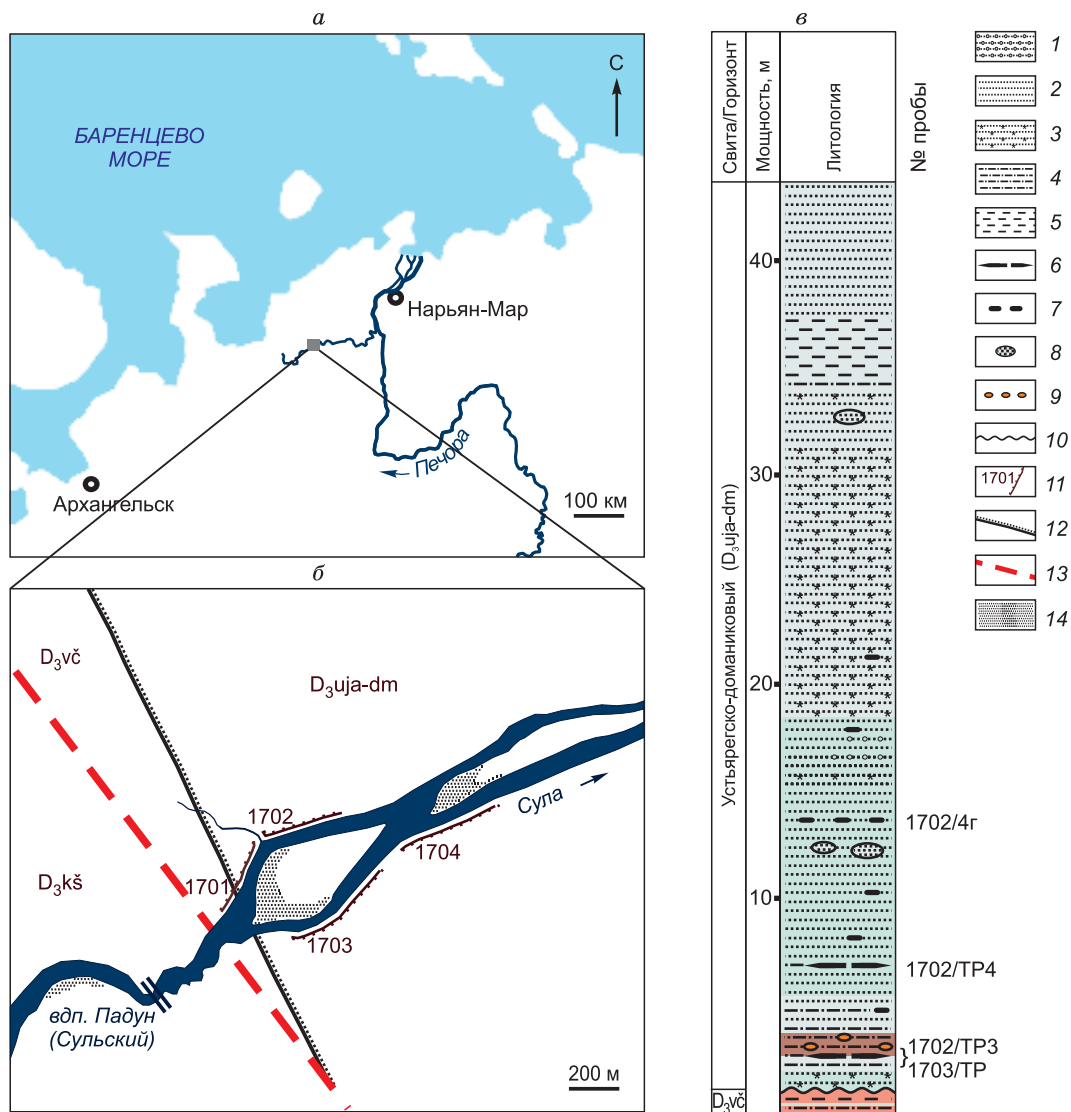 а
С
БАРЕНЦЕВО
МОРЕ
Нарьян-Мар
Печора
Архангельск
100 км
б
D₃vč
D₃uja-dm
Сула
1702
1704
D₃kš
1701
1703
вдп. Падун
(Сульский)
200 м
в
Свита/Горизонт
Мощность, м
Литология
№ пробы
Устьярегско-доманиковый (D₃uja-dm)
40
30
20
10
D₃vč
1702/4г
1702/ТР4
1702/ТР3
1703/ТР
1
2
3
4
5
6
7
8
9
10
1701
11
12
13
14